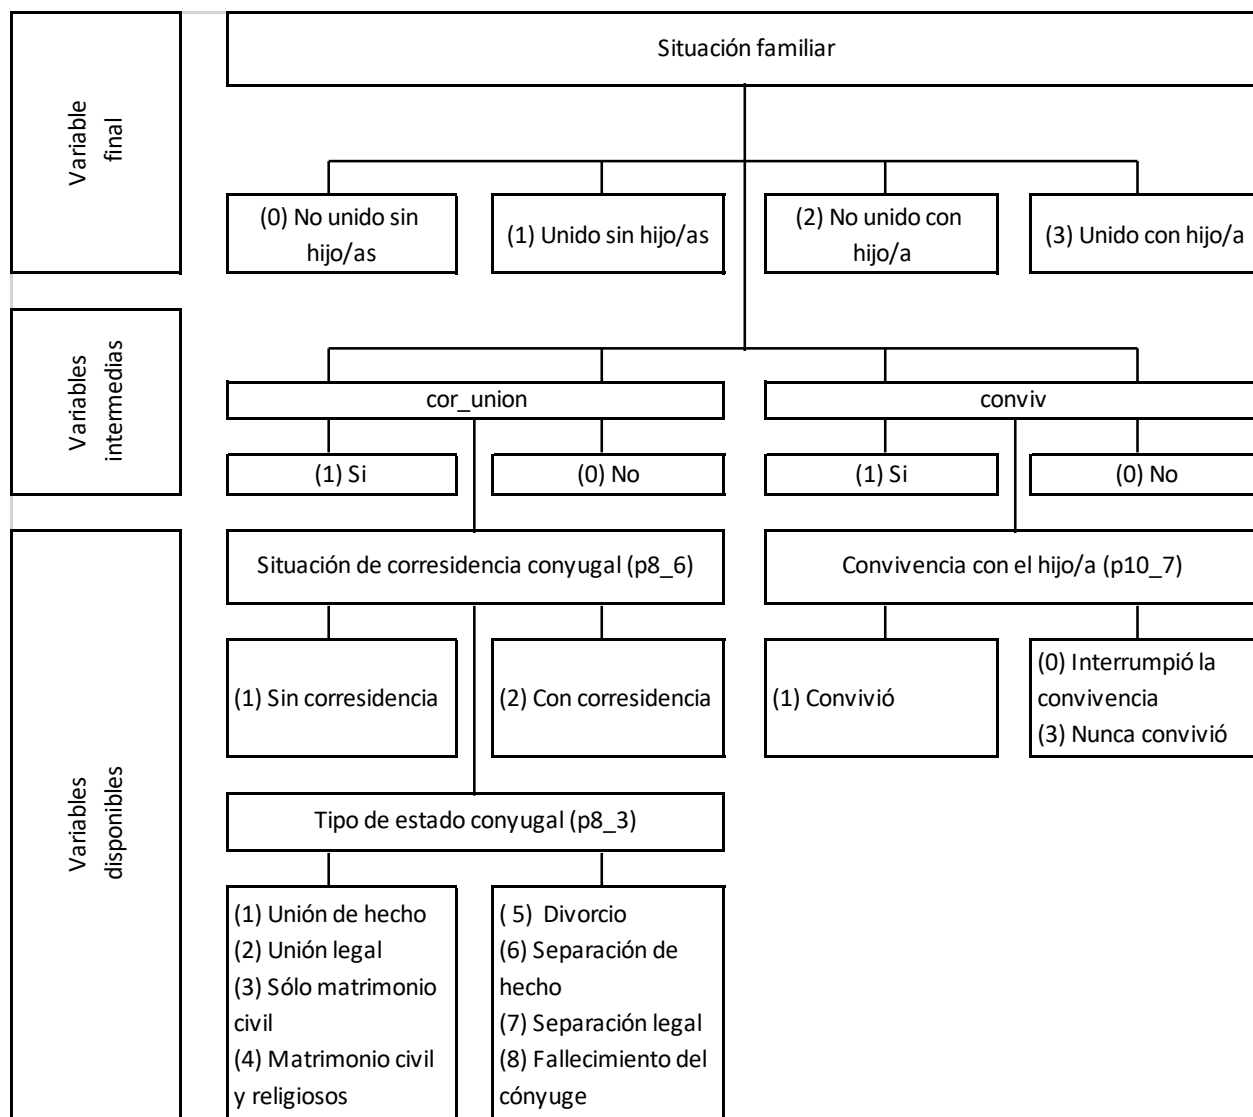 Variable
final
Situación familiar
(0) No unido sin
hijo/as
(1) Unido sin hijo/as
(2) No unido con
hijo/a
(3) Unido con hijo/a
Variables
intermedias
cor_union
conviv
(1) Si
(0) No
(1) Si
(0) No
Variables
disponibles
Situación de corresidencia conyugal (p8_6)
Convivencia con el hijo/a (p10_7)
(1) Sin corresidencia
(2) Con corresidencia
(1) Convivió
(0) Interrumpió la
convivencia
(3) Nunca convivió
Tipo de estado conyugal (p8_3)
(1) Unión de hecho
(2) Unión legal
(3) Sólo matrimonio
civil
(4) Matrimonio civil
y religiosos
( 5)  Divorcio
(6) Separación de
hecho
(7) Separación legal
(8) Fallecimiento del
cónyuge